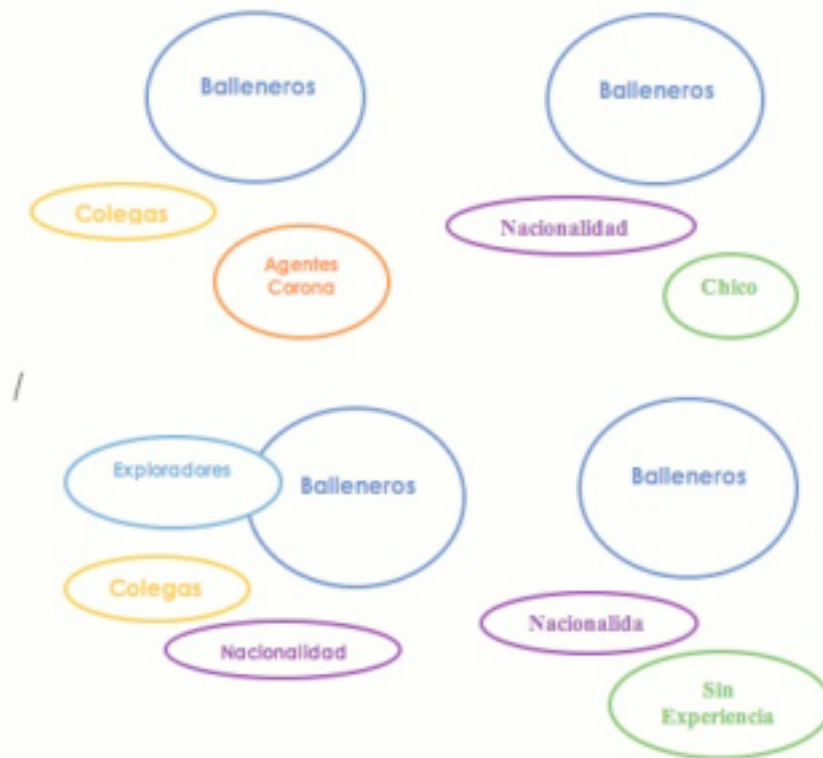 Balleneros
Balleneros
Colegas
Nacionalidad
Agentes
Corona
Chico
/
Exploradores
Balleneros
Balleneros
Colegas
Nacionalidad
Nacionalida
Sin
Experiencia